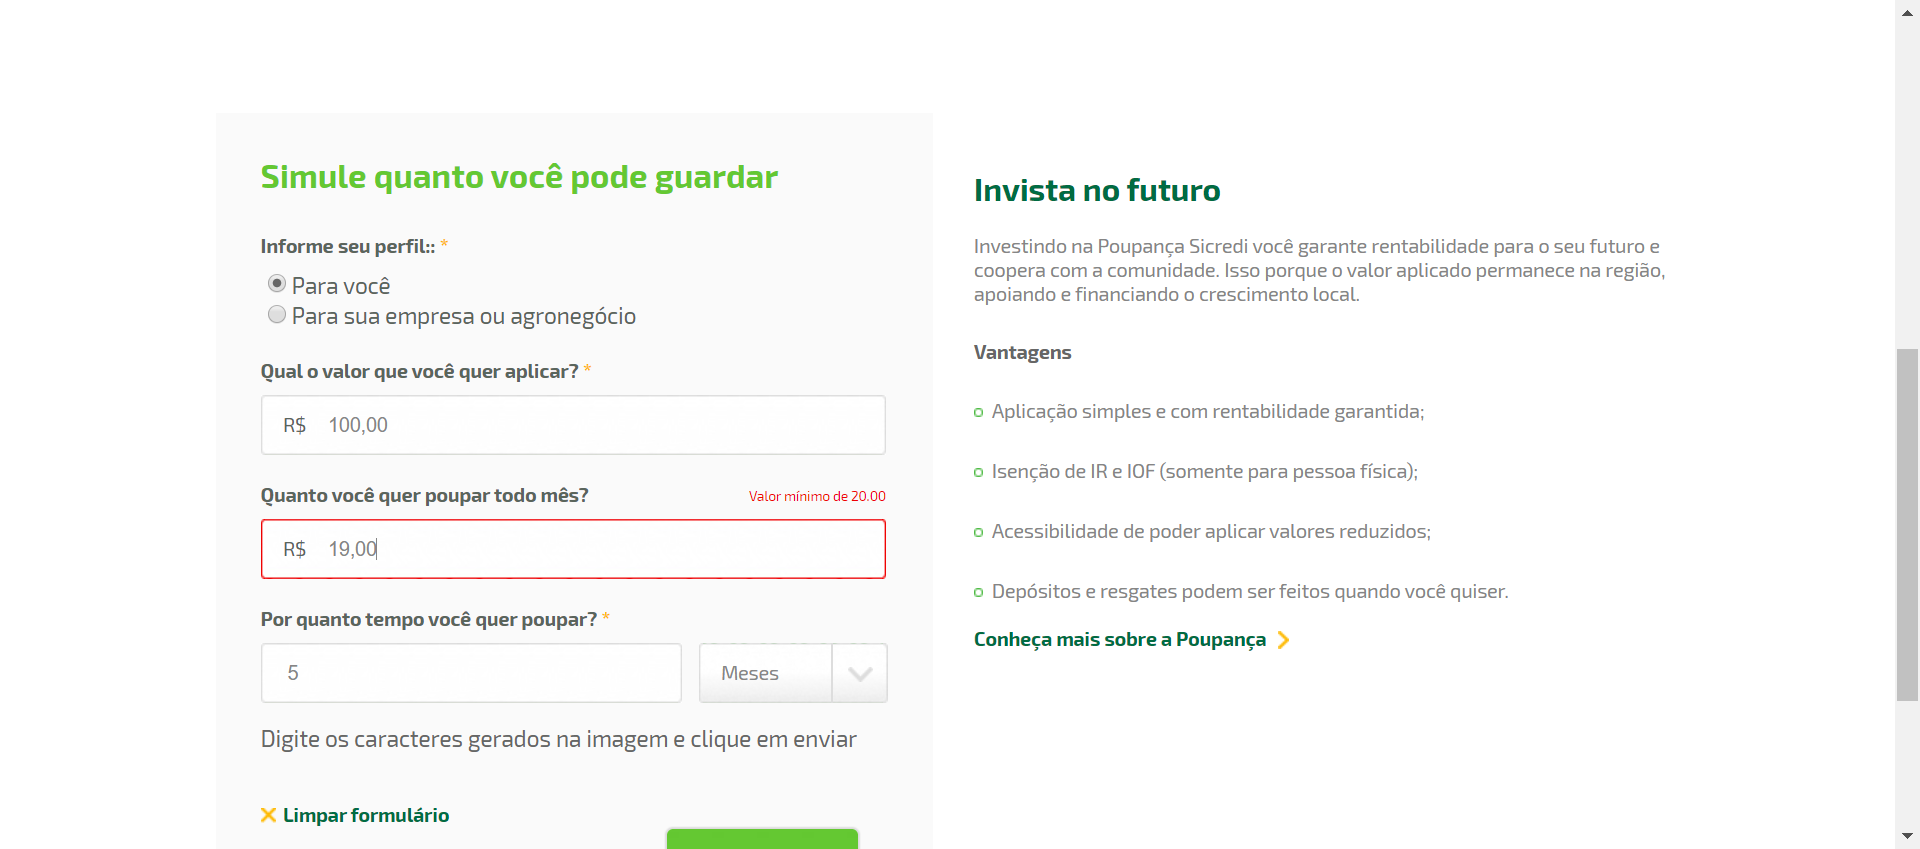 Simule quanto você pode guardar
Informe seu perfil:: *
Para você
Para sua empresa ou agronegócio
Qual o valor que você quer aplicar? *
R$ 100,00
Quanto você quer poupar todo mês? Valor mínimo de 20.00
R$ 19,00
Por quanto tempo você quer poupar? *
5 Meses
Digite os caracteres gerados na imagem e clique em enviar
Limpar formulário
Invista no futuro
Investindo na Poupança Sicredi você garante rentabilidade para o seu futuro e
coopera com a comunidade. Isso porque o valor aplicado permanece na região,
apoiando e financiando o crescimento local.
Vantagens
Aplicação simples e com rentabilidade garantida;
Isenção de IR e IOF (somente para pessoa física);
Acessibilidade de poder aplicar valores reduzidos;
Depósitos e resgates podem ser feitos quando você quiser.
Conheça mais sobre a Poupança